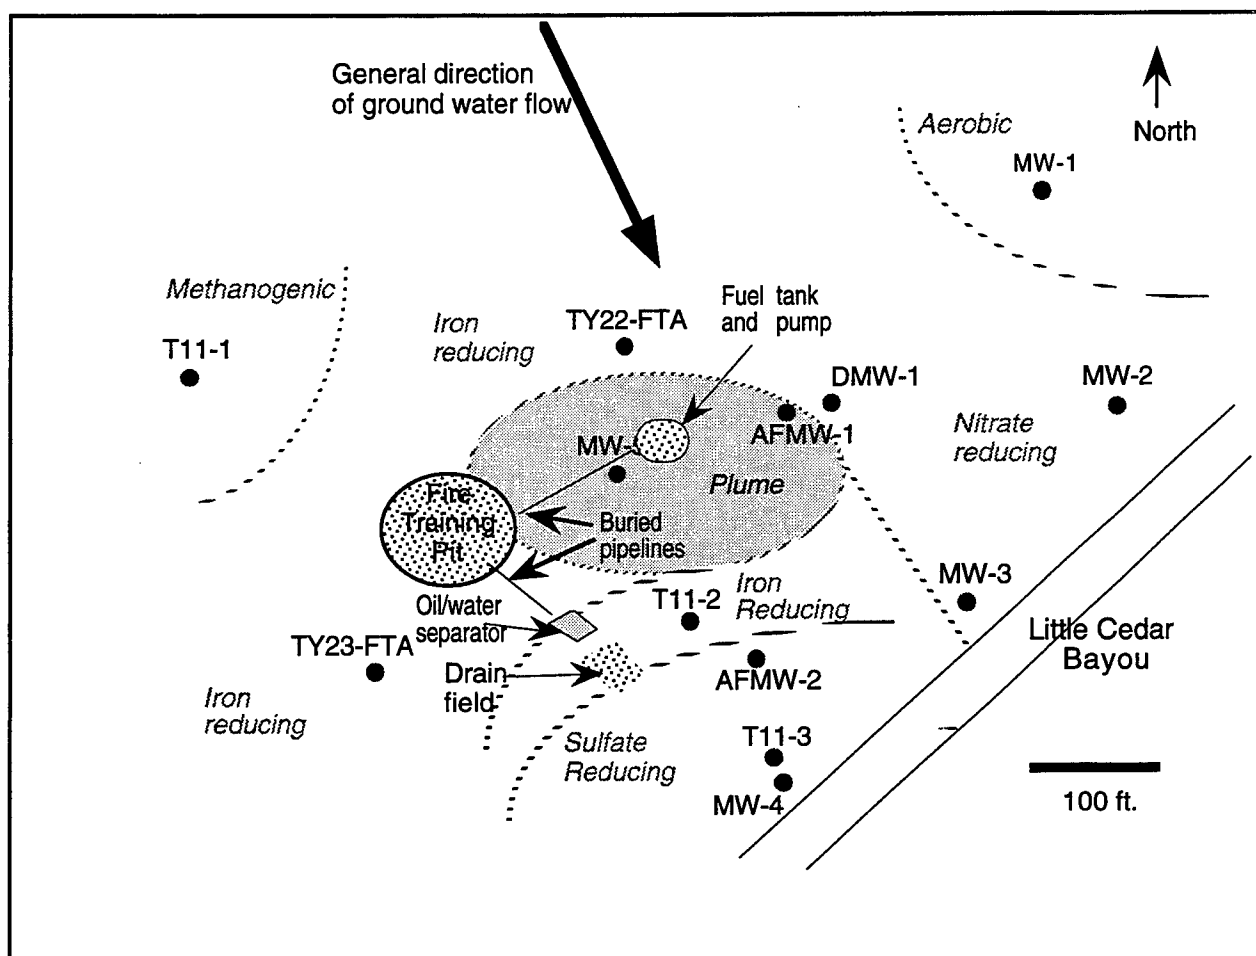 General direction
of ground water flow
Aerobic
North
MW-1
Methanogenic
T11-1
Iron
reducing
TY22-FTA
Fuel tank
and pump
DMW-1
MW-2
AFMW-1
Nitrate
reducing
MW-
Plume
Fire
Training
Pit
Buried
pipelines
MW-3
Iron
Reducing
T11-2
Oil/water
separator
Little Cedar
Bayou
TY23-FTA
Drain
field
AFMW-2
Iron
reducing
Sulfate
Reducing
T11-3
MW-4
100 ft.